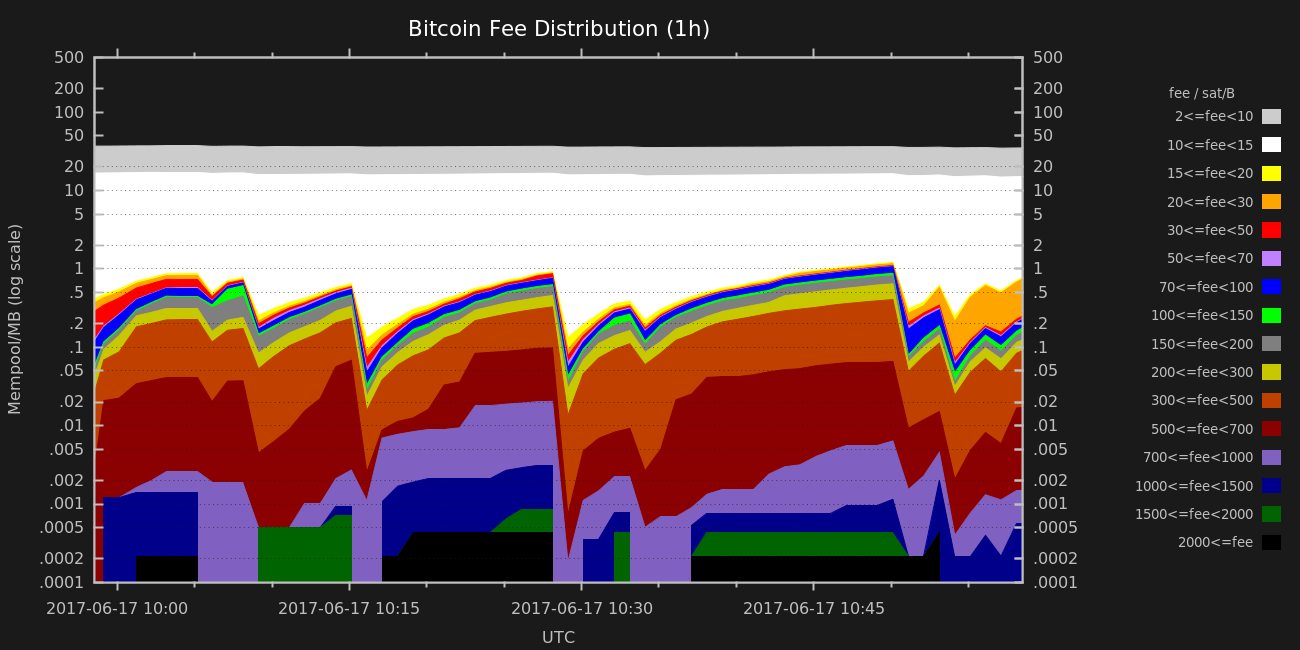 Bitcoin Fee Distribution (1h)
Mempool/MB (log scale)
500
200
100
50
20
10
5
2
1
.5
.2
.1
.05
.02
.01
.005
.002
.001
.0005
.0002
.0001
500
200
100
50
20
10
5
2
1
.5
.2
.1
.05
.02
.01
.005
.002
.001
.0005
.0002
.0001
2017-06-17 10:00
2017-06-17 10:15
2017-06-17 10:30
2017-06-17 10:45
UTC
fee / sat/B
2<=fee<10
10<=fee<15
15<=fee<20
20<=fee<30
30<=fee<50
50<=fee<70
70<=fee<100
100<=fee<150
150<=fee<200
200<=fee<300
300<=fee<500
500<=fee<700
700<=fee<1000
1000<=fee<1500
1500<=fee<2000
2000<=fee